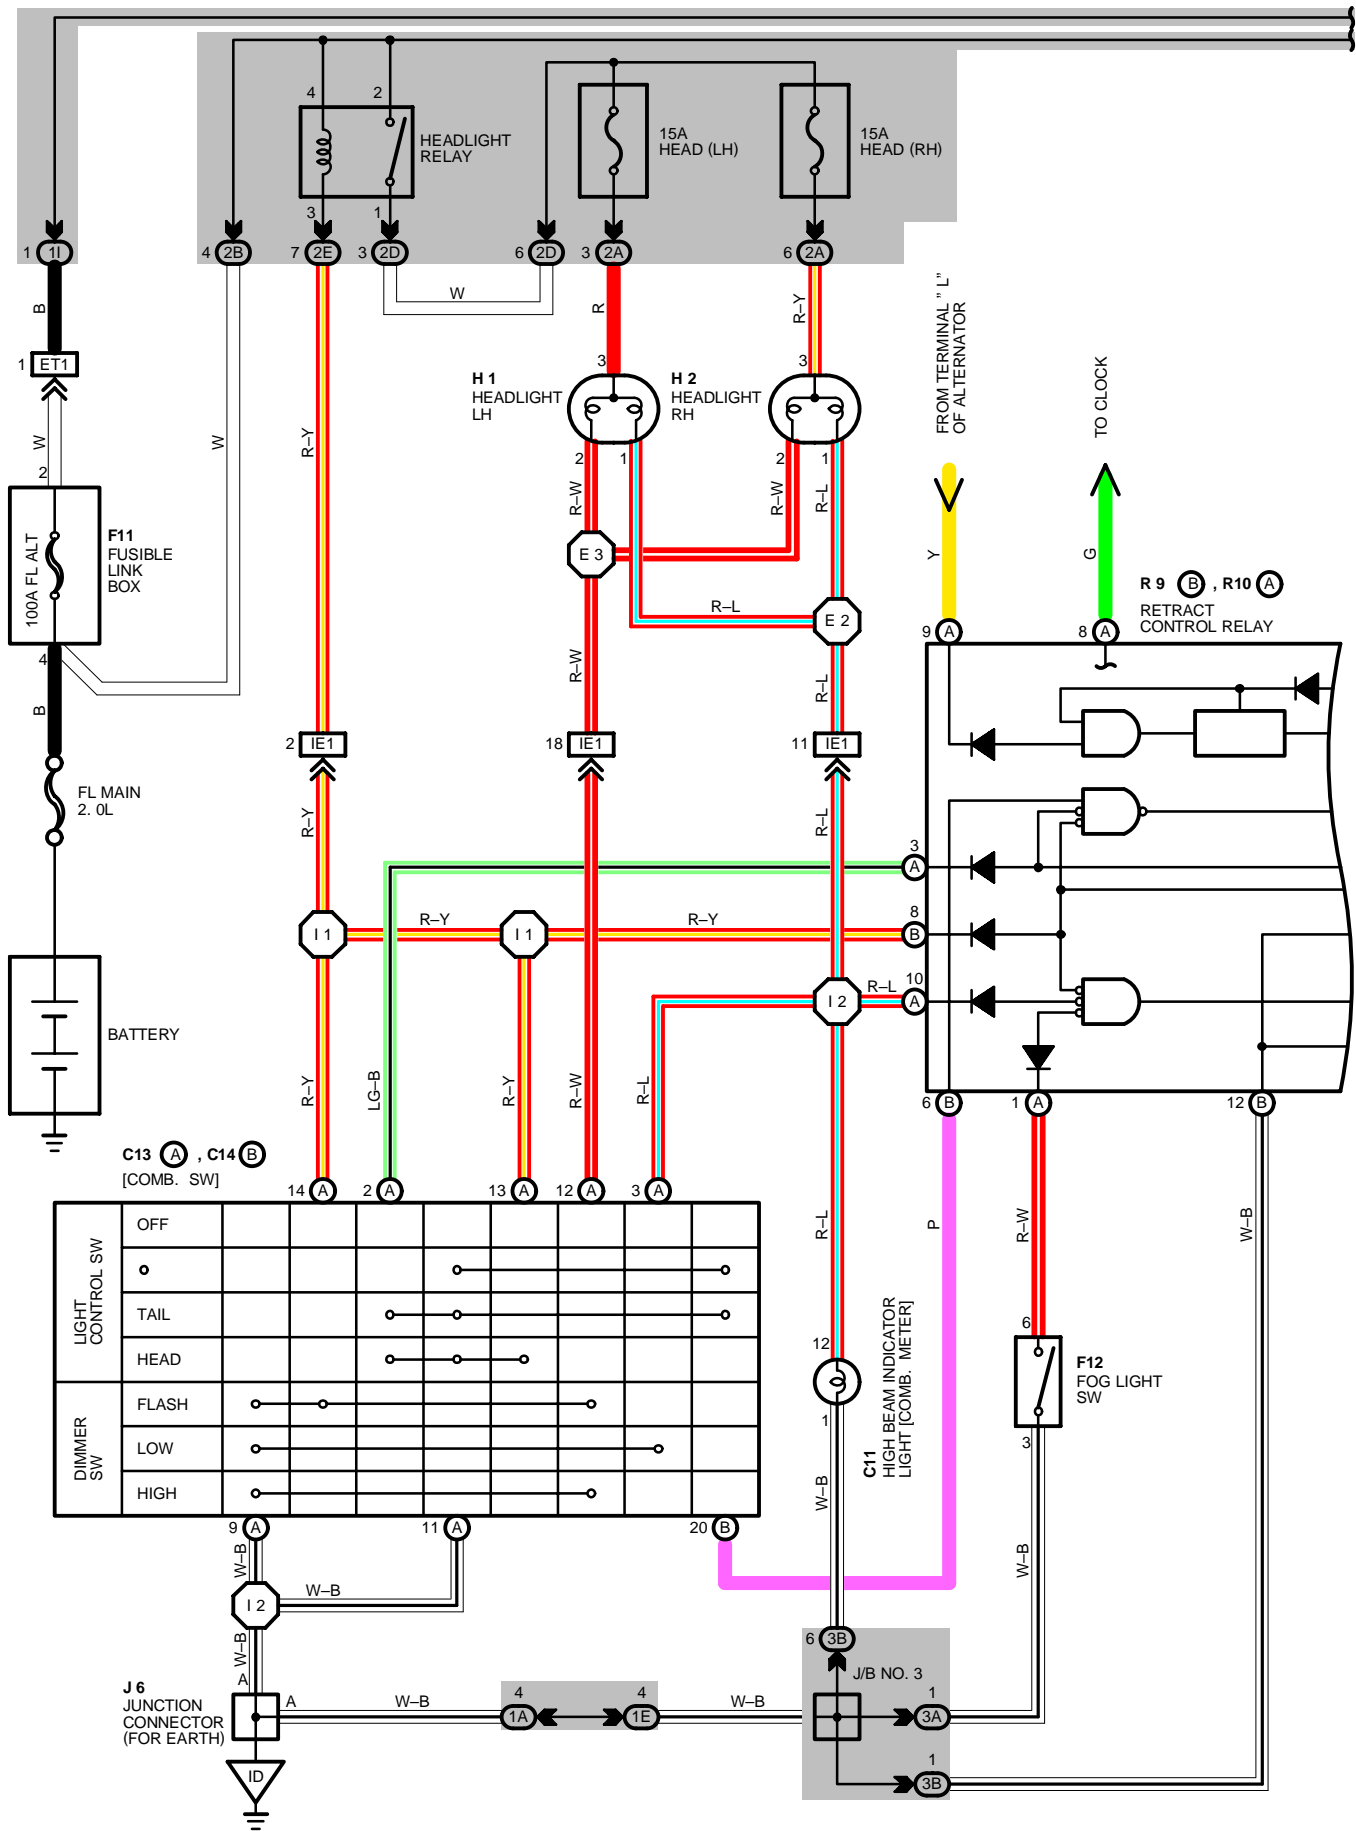 4
2
15A
HEAD (LH)
15A
HEAD (RH)
HEADLIGHT
RELAY
3
1
1
1I
4
2B
7
2E
3
2D
6
2D
3
2A
6
2A
B
W
R
R–Y
1
ET1
FROM TERMINAL ” L”
OF ALTERNATOR
TO CLOCK
3
3
H 1
HEADLIGHT
LH
H 2
HEADLIGHT
RH
W
R–Y
W
2
2
1
2
1
R–W
R–W
R–L
100A FL ALT
F11
FUSIBLE
LINK
BOX
E 3
Y
G
R 9
B
, R10
A
RETRACT
CONTROL RELAY
R–L
E 2
9
A
8
A
4
R–W
R–L
B
2
IE1
18
IE1
11
IE1
FL MAIN
2. 0L
R–Y
R–L
3
A
I 1
R–Y
I 1
R–Y
8
B
R–L
10
A
I 2
BATTERY
R–Y
LG–B
R–Y
R–W
R–L
6
B
1
A
12
B
C13
A
, C14
B
[COMB. SW]
14
A
2
A
13
A
12
A
3
A
R–L
P
R–W
W–B
LIGHT
CONTROL SW
OFF
TAIL
HEAD
DIMMER
SW
FLASH
LOW
HIGH
12
1
C11
HIGH BEAM INDICATOR
LIGHT [COMB. METER]
6
F12
FOG LIGHT
SW
3
W–B
W–B
9
A
11
A
20
B
W–B
W–B
I 2
W–B
6
3B
J/B NO. 3
J 6
JUNCTION
CONNECTOR
(FOR EARTH)
A
A
W–B
4
1A
4
1E
W–B
1
3A
1
3B
ID